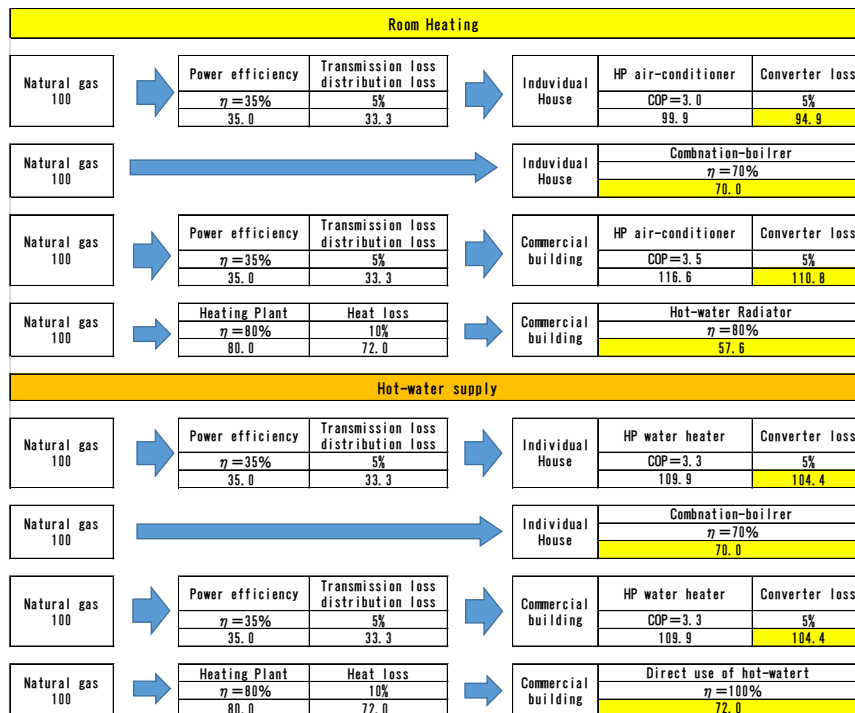 Room Heating
Natural gas
100
Power efficiency
Transmission loss
distribution loss
η=35%
5%
35.0
33.3
Induvidual
House
HP air-conditioner
Converter loss
COP=3.0
5%
99.9
94.9
Natural gas
100
Induvidual
House
Combnation-boilrer
η=70%
70.0
Natural gas
100
Power efficiency
Transmission loss
distribution loss
η=35%
5%
35.0
33.3
Commercial
building
HP air-conditioner
Converter loss
COP=3.5
5%
116.6
110.8
Natural gas
100
Heating Plant
Heat loss
η=80%
10%
80.0
72.0
Commercial
building
Hot-water Radiator
η=80%
57.6
Hot-water supply
Natural gas
100
Power efficiency
Transmission loss
distribution loss
η=35%
5%
35.0
33.3
Individual
House
HP water heater
Converter loss
COP=3.3
5%
109.9
104.4
Natural gas
100
Individual
House
Combnation-boilrer
η=70%
70.0
Natural gas
100
Power efficiency
Transmission loss
distribution loss
η=35%
5%
35.0
33.3
Commercial
building
HP water heater
Converter loss
COP=3.3
5%
109.9
104.4
Natural gas
100
Heating Plant
Heat loss
η=80%
10%
80.0
72.0
Commercial
building
Direct use of hot-watert
η=100%
72.0